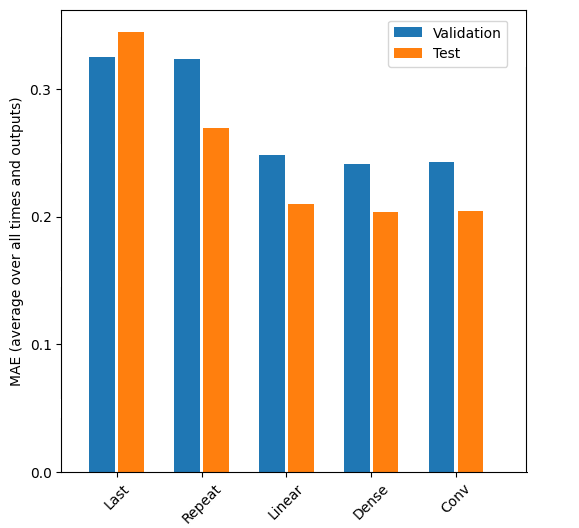 Validation
Test
MAE (average over all times and outputs)
0.3
0.2
0.1
0.0
Last
Repeat
Linear
Dense
Conv